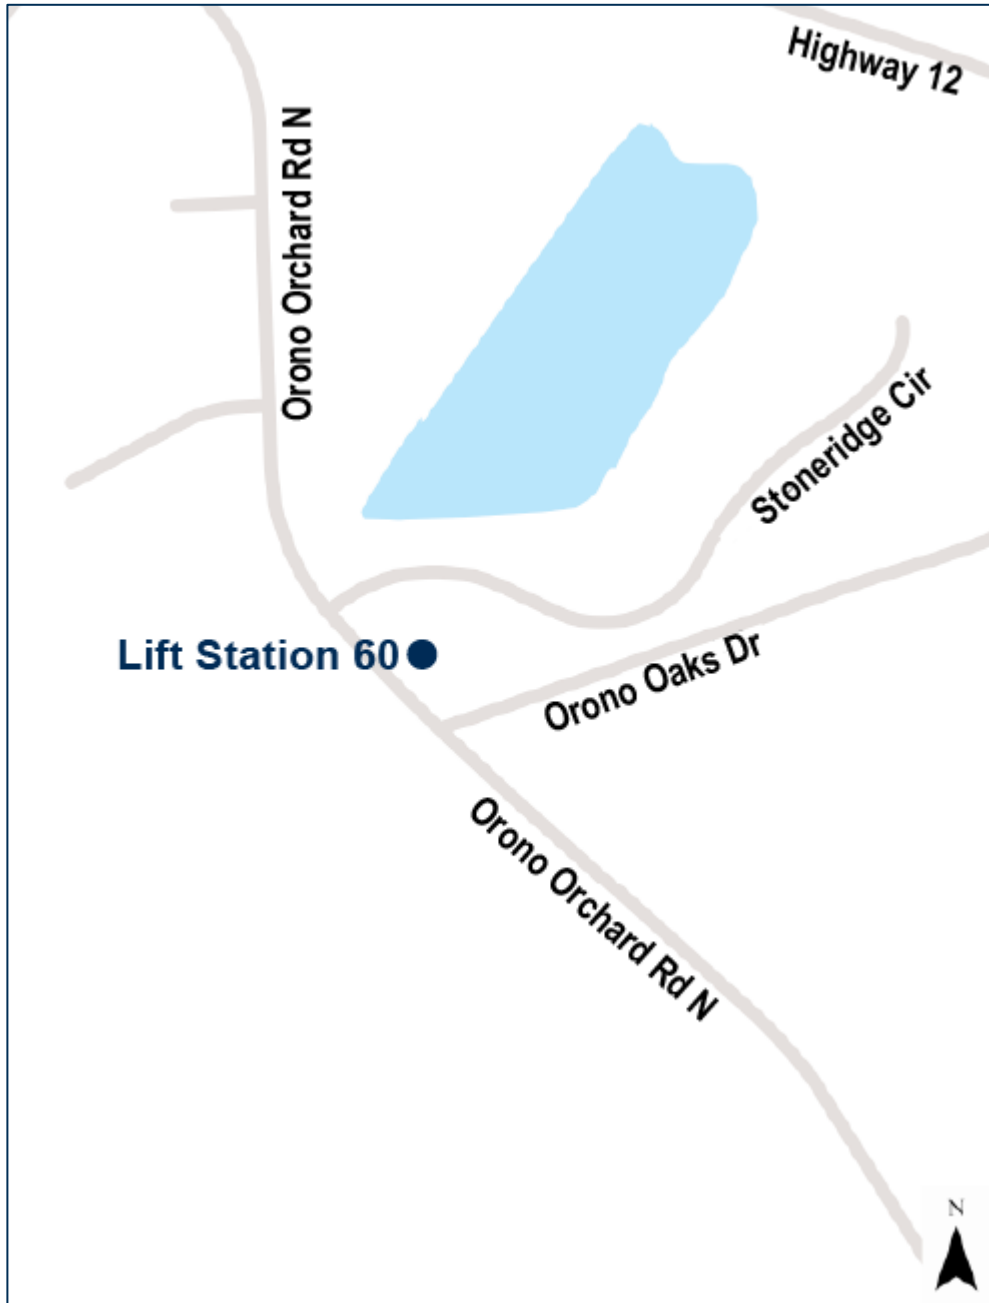 Highway 12
Orono Orchard Rd N
Stoneridge Cir
Lift Station 60
Orono Oaks Dr
Orono Orchard Rd N
N